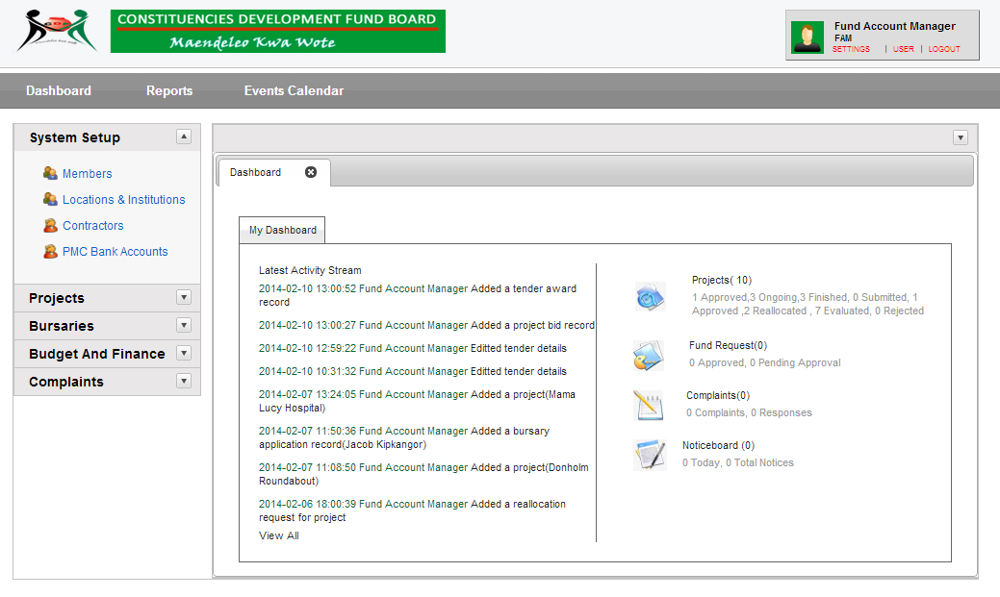 CONSTITUENCIES DEVELOPMENT FUND BOARD
Maendeleo Kwa Wote
Fund Account Manager
FAM
SETTINGS | USER | LOGOUT
Dashboard Reports Events Calendar
System Setup
Members
Locations & Institutions
Contractors
PMC Bank Accounts
Projects
Bursaries
Budget And Finance
Complaints
Dashboard
My Dashboard
Latest Activity Stream
2014-02-10 13:00:52 Fund Account Manager Added a tender award
record
2014-02-10 13:00:27 Fund Account Manager Added a project bid record
2014-02-10 12:59:22 Fund Account Manager Editted tender details
2014-02-10 10:31:32 Fund Account Manager Editted tender details
2014-02-07 13:24:05 Fund Account Manager Added a project(Mama
Lucy Hospital)
2014-02-07 11:50:36 Fund Account Manager Added a bursary
application record(Jacob Kipkangor)
2014-02-07 11:08:50 Fund Account Manager Added a project(Donholm
Roundabout)
2014-02-06 18:00:39 Fund Account Manager Added a reallocation
request for project
View All
Projects( 10)
1 Approved,3 Ongoing,3 Finished, 0 Submitted, 1
Approved ,2 Reallocated , 7 Evaluated, 0 Rejected
Fund Request(0)
0 Approved, 0 Pending Approval
Complaints(0)
0 Complaints, 0 Responses
Noticeboard (0)
0 Today, 0 Total Notices